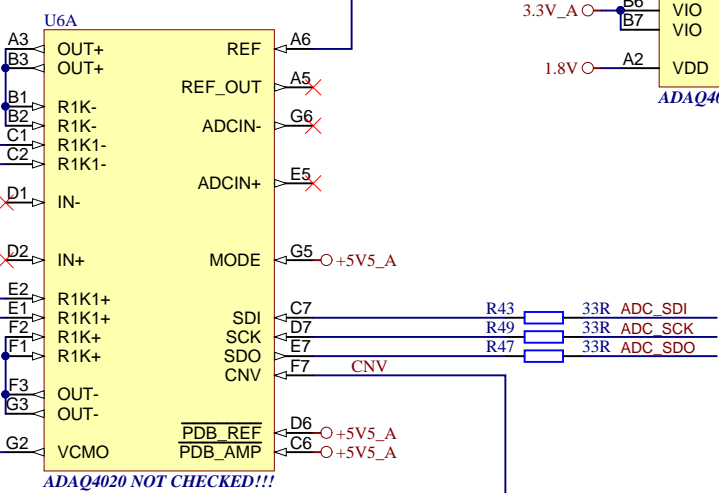 U6A
A3 OUT+ REF A6
B3 OUT+
REF_OUT A5
B1 R1K-
B2 R1K- ADCIN- G6
C1 R1K1-
C2 R1K1-
ADCIN+ E5
D1 IN-
D2 IN+ MODE G5 +5V5_A
E2 R1K1+
E1 R1K1+ SDI C7 R43 33R ADC_SDI
F2 R1K+ SCK D7 R49 33R ADC_SCK
F1 R1K+ SDO E7 R47 33R ADC_SDO
CNV F7 CNV
F3 OUT-
G3 OUT-
PDB_REF D6 +5V5_A
G2 VCMO PDB_AMP C6 +5V5_A
ADAQ4020 NOT CHECKED!!!
3.3V_A B6 VIO
B7 VIO
1.8V A2 VDD
ADAQ40